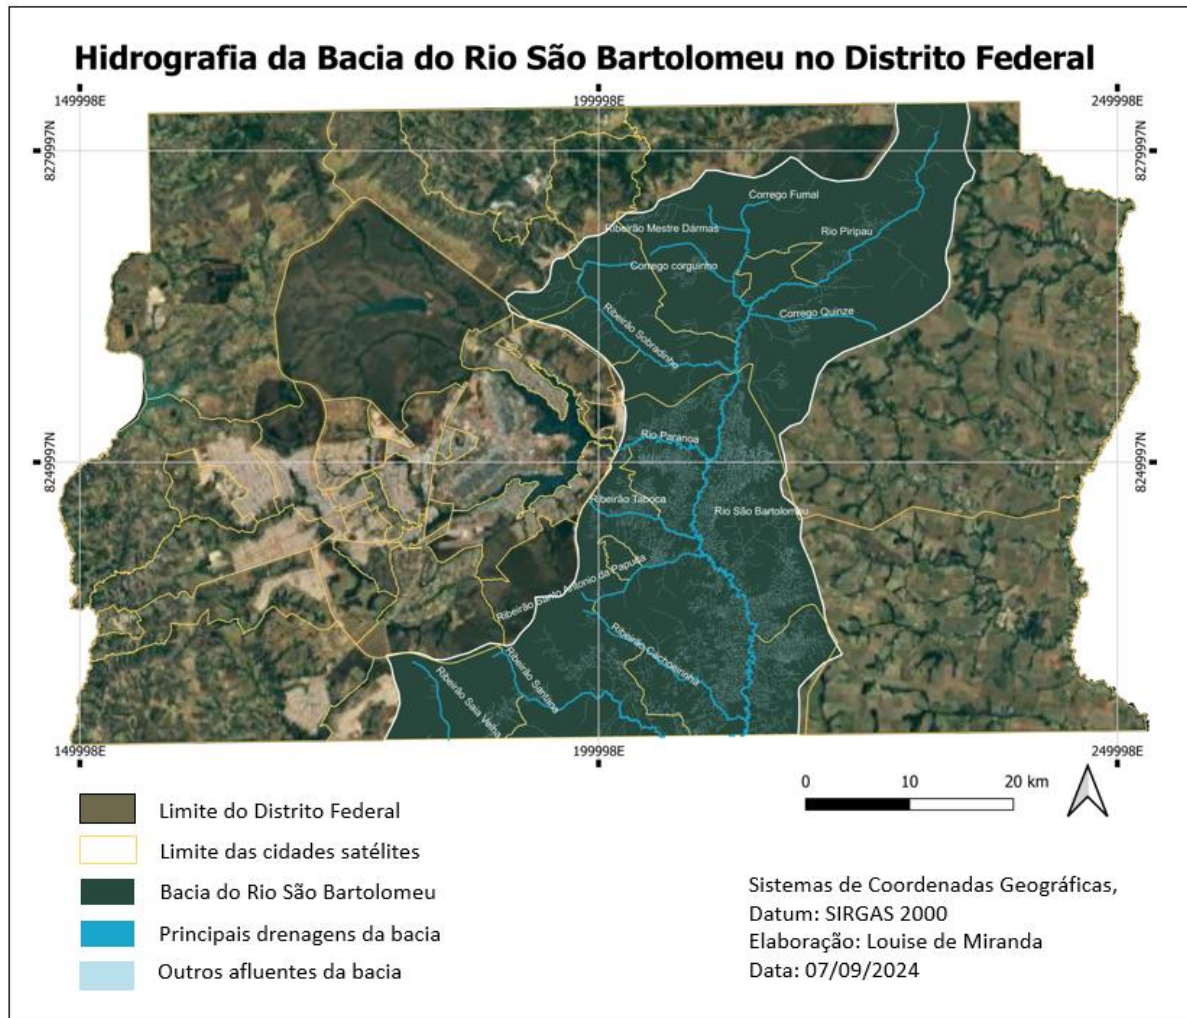 Hidrografia da Bacia do Rio São Bartolomeu no Distrito Federal
149998E
199998E
249998E
8279997N
8279997N
Corrego Fumal
Ribeirão Mestre Dármas
Rio Piripau
Corrego corguinho
Ribeirão Sobradinho
Corrego Quinze
Rio Paranoa
8249997N
8249997N
Ribeirão Taboca
Rio São Bartolomeu
Ribeirão Santo Antonio da Papuda
Ribeirão Cachoeirinha
Ribeirão Santana
Ribeirão Saia Velha
149998E
199998E
249998E
0 10 20 km
Limite do Distrito Federal
Limite das cidades satélites
Bacia do Rio São Bartolomeu
Principais drenagens da bacia
Outros afluentes da bacia
Sistemas de Coordenadas Geográficas,
Datum: SIRGAS 2000
Elaboração: Louise de Miranda
Data: 07/09/2024